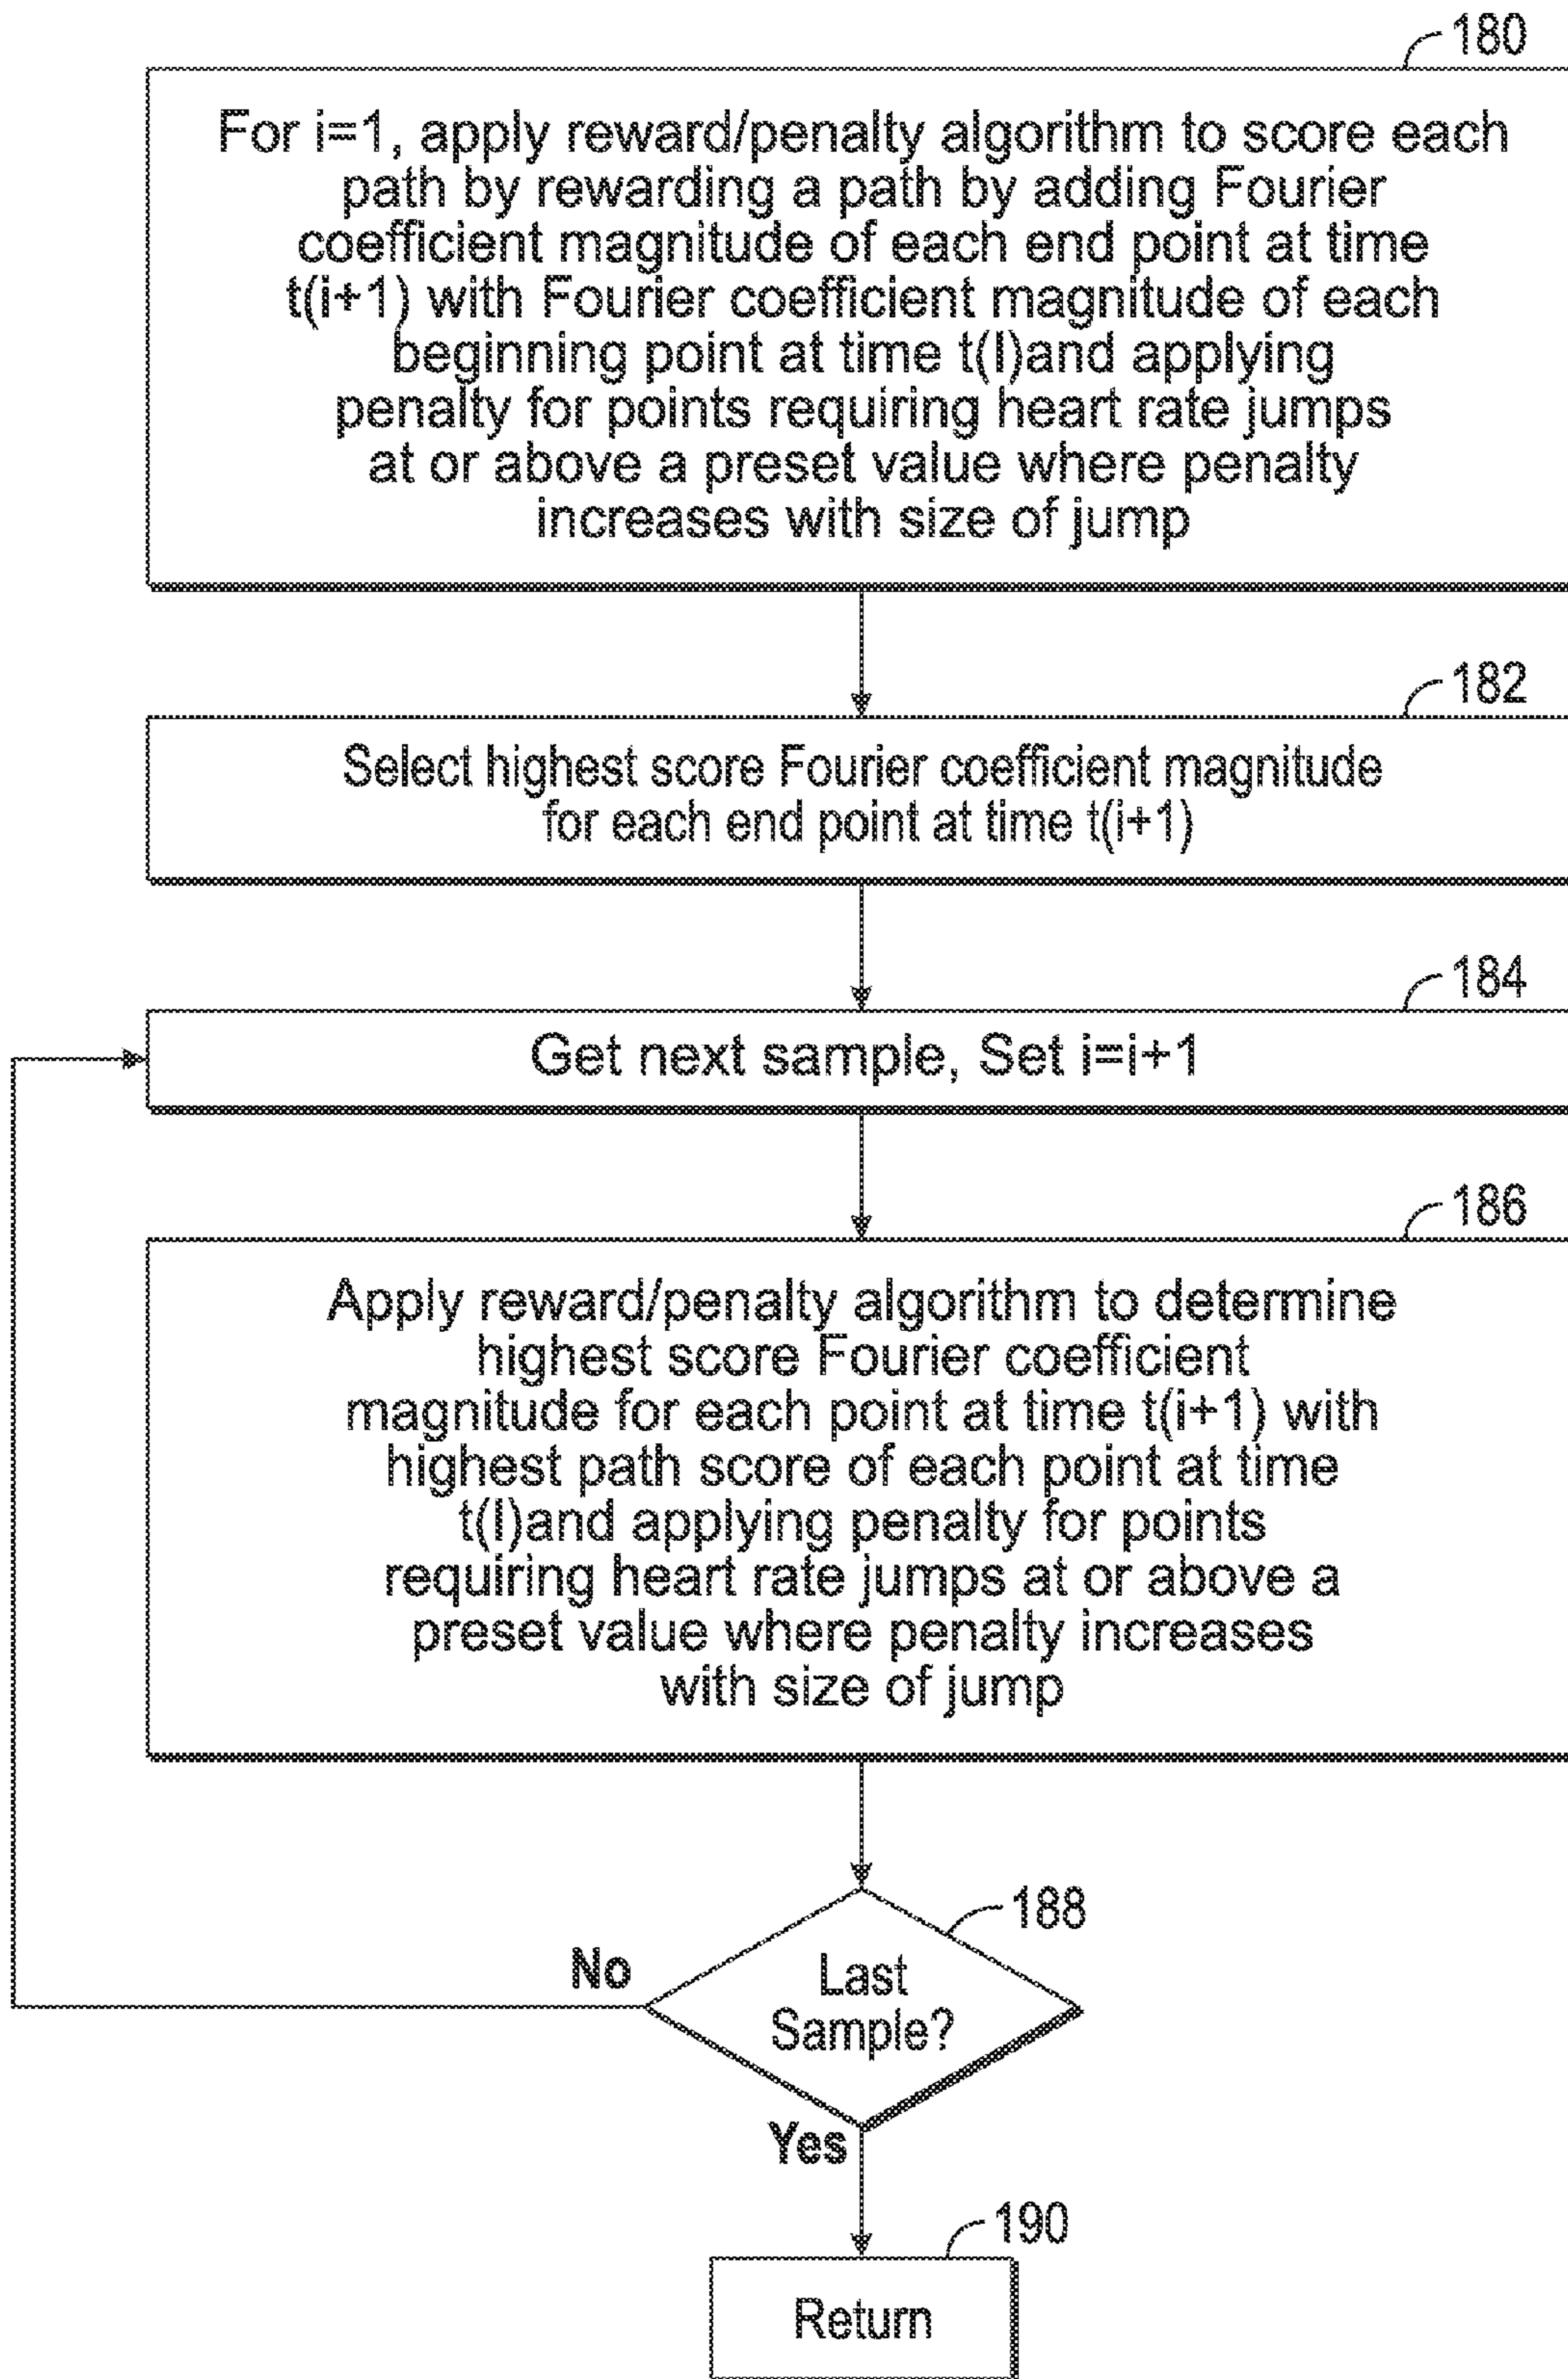 180
For i=1, apply reward/penalty algorithm to score each
path by rewarding a path by adding Fourier
coefficient magnitude of each end point at time
t(i+1) with Fourier coefficient magnitude of each
beginning point at time t(I)and applying
penalty for points requiring heart rate jumps
at or above a preset value where penalty
increases with size of jump
182
Select highest score Fourier coefficient magnitude
for each end point at time t(i+1)
184
Get next sample, Set i=i+1
186
Apply reward/penalty algorithm to determine
highest score Fourier coefficient
magnitude for each point at time t(i+1) with
highest path score of each point at time
t(I)and applying penalty for points
requiring heart rate jumps at or above a
preset value where penalty increases
with size of jump
188
No
Last
Sample?
Yes
190
Return